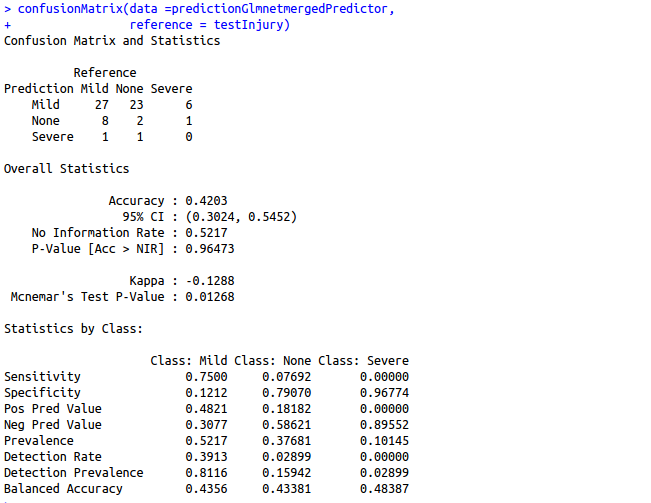 > confusionMatrix(data =predictionGlmnetmergedPredictor,
+                 reference = testInjury)
Confusion Matrix and Statistics
          Reference
Prediction Mild None Severe
    Mild     27   23      6
    None      8    2      1
    Severe    1    1      0
Overall Statistics
               Accuracy : 0.4203
                 95% CI : (0.3024, 0.5452)
    No Information Rate : 0.5217
    P-Value [Acc > NIR] : 0.96473
                  Kappa : -0.1288
 Mcnemar's Test P-Value : 0.01268
Statistics by Class:
                     Class: Mild Class: None Class: Severe
Sensitivity               0.7500     0.07692       0.00000
Specificity               0.1212     0.79070       0.96774
Pos Pred Value            0.4821     0.18182       0.00000
Neg Pred Value            0.3077     0.58621       0.89552
Prevalence                0.5217     0.37681       0.10145
Detection Rate            0.3913     0.02899       0.00000
Detection Prevalence      0.8116     0.15942       0.02899
Balanced Accuracy         0.4356     0.43381       0.48387